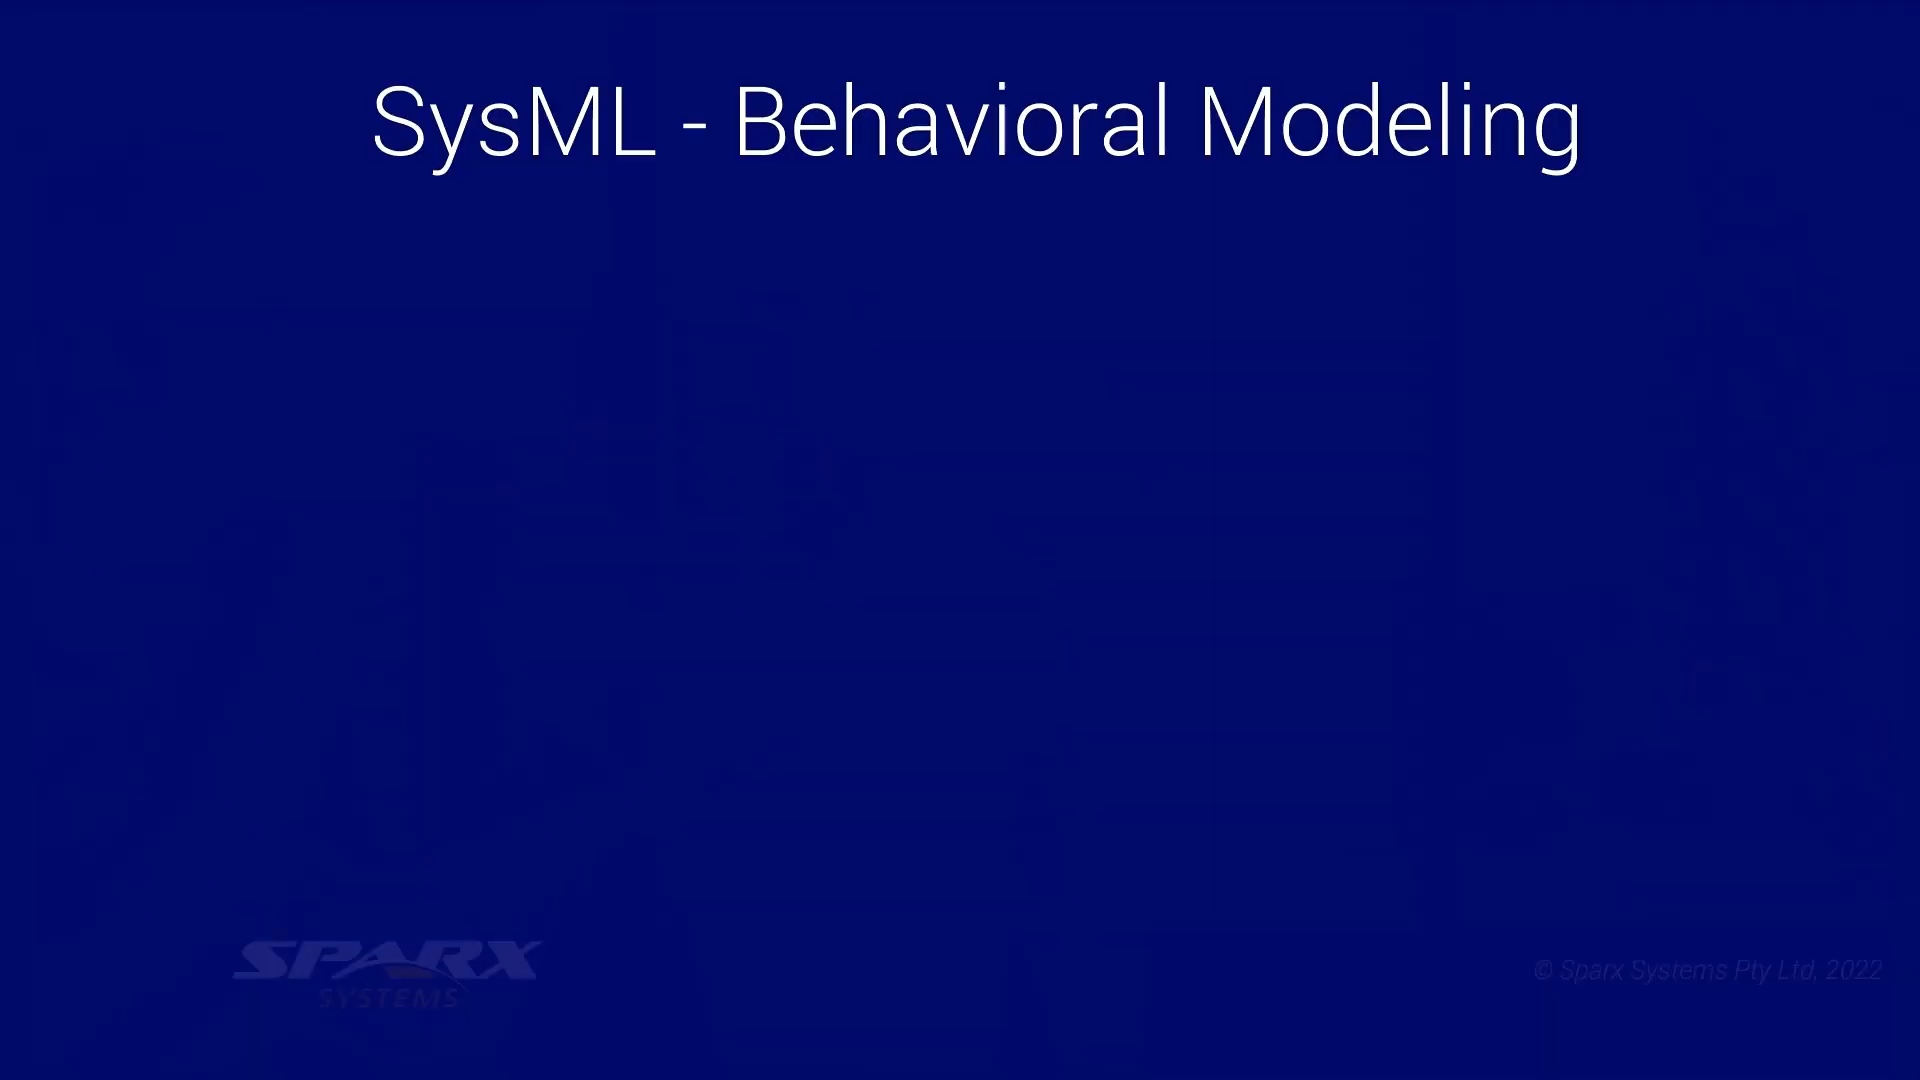 SysML - Behavioral Modeling
SPARX
SYSTEMS
© Sparx Systems Pty Ltd, 2022